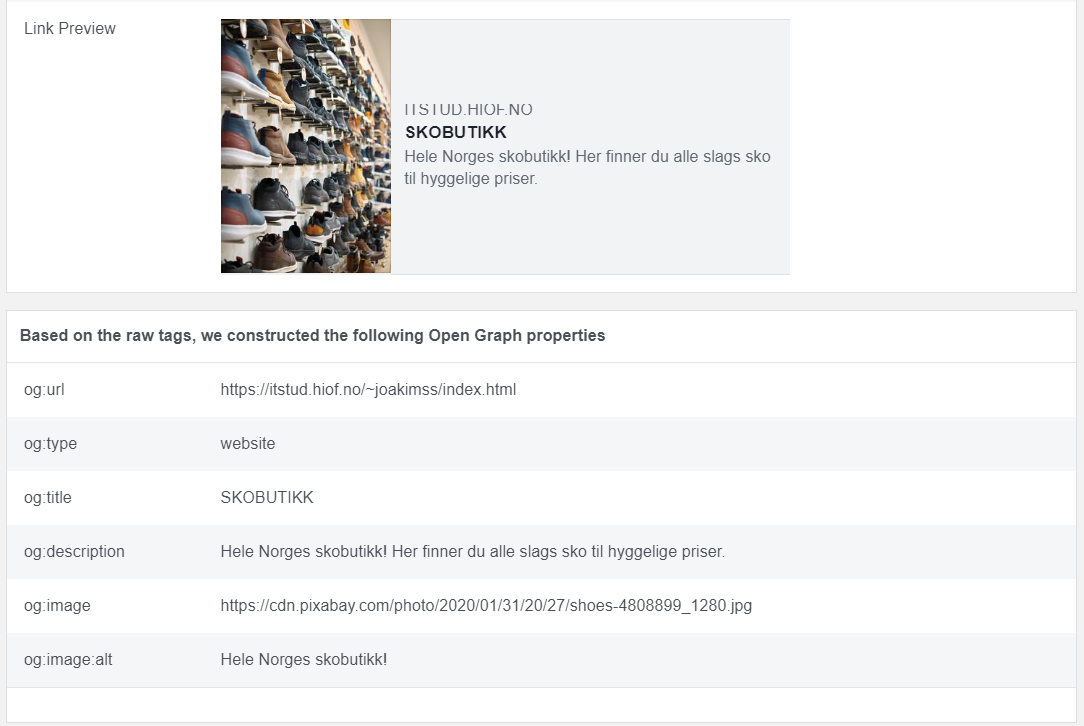 Link Preview
ITSTUD.HIOF.NO
SKOBUTIKK
Hele Norges skobutikk! Her finner du alle slags sko
til hyggelige priser.
Based on the raw tags, we constructed the following Open Graph properties
og:url https://itstud.hiof.no/~joakimss/index.html
og:type website
og:title SKOBUTIKK
og:description Hele Norges skobutikk! Her finner du alle slags sko til hyggelige priser.
og:image https://cdn.pixabay.com/photo/2020/01/31/20/27/shoes-4808899_1280.jpg
og:image:alt Hele Norges skobutikk!